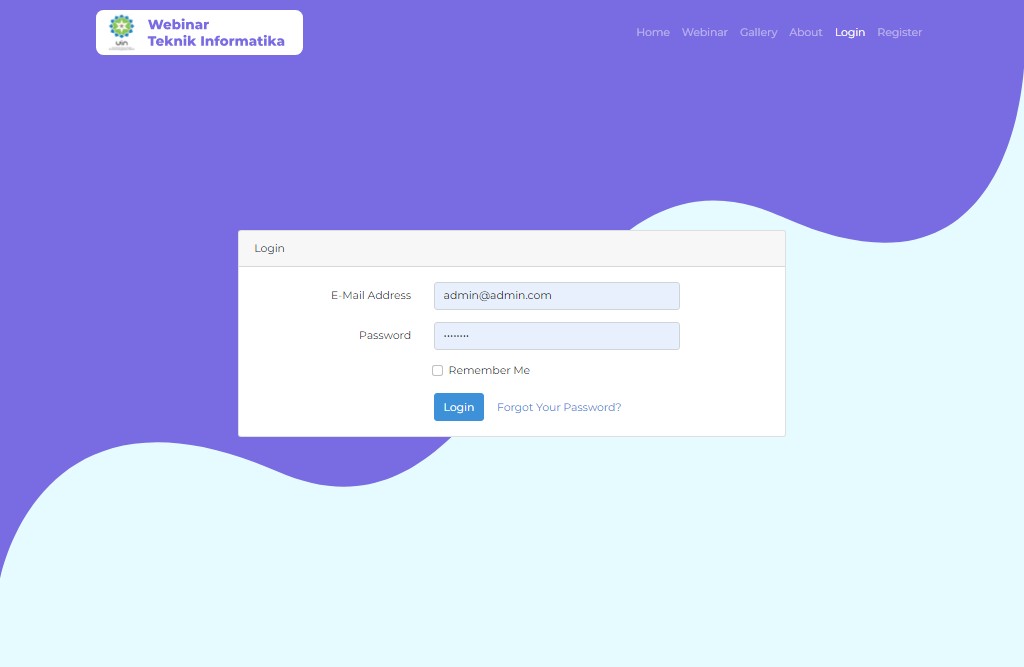 Webinar
Teknik Informatika
uin
Home Webinar Gallery About Login Register
Login
E-Mail Address admin@admin.com
Password ••••••••
Remember Me
Login Forgot Your Password?